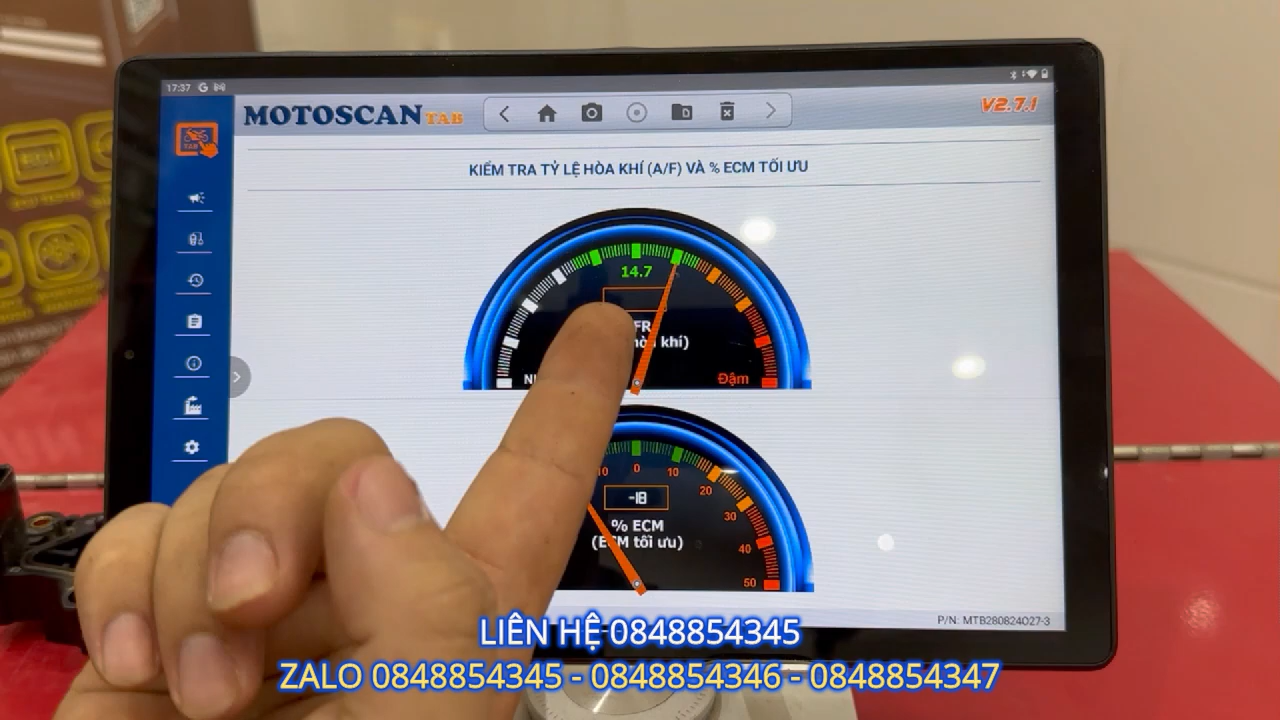 17:37
MOTOSCAN TAB
V2.7.1
KIỂM TRA TỶ LỆ HÒA KHÍ (A/F) VÀ % ECM TỐI ƯU
14.7
khí)
Đậm
10 0 10
20
30
40
50
-18
% ECM
(ECM tối ưu)
P/N: MTB280824027-3
LIÊN HỆ 0848854345
ZALO 0848854345 - 0848854346 - 0848854347